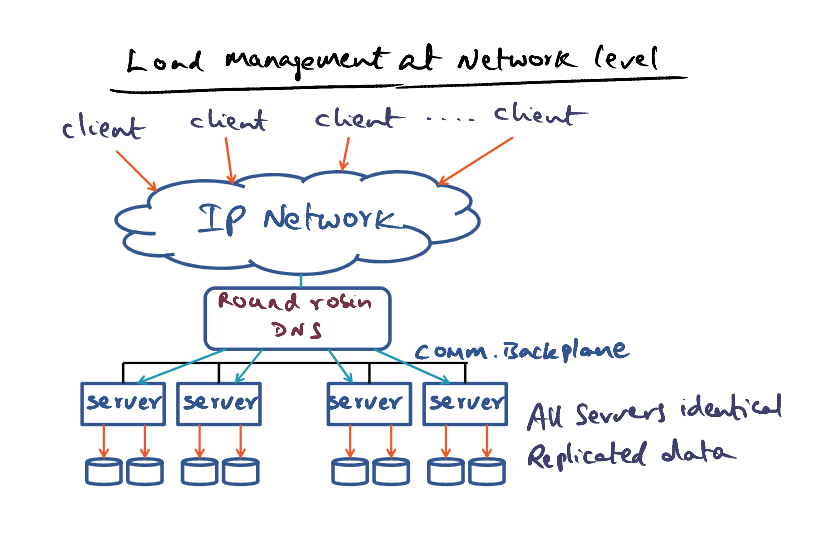 Load Management at Network level
client client client .... client
IP Network
Round robin
DNS
Comm. Backplane
server server server server
All servers identical
Replicated data